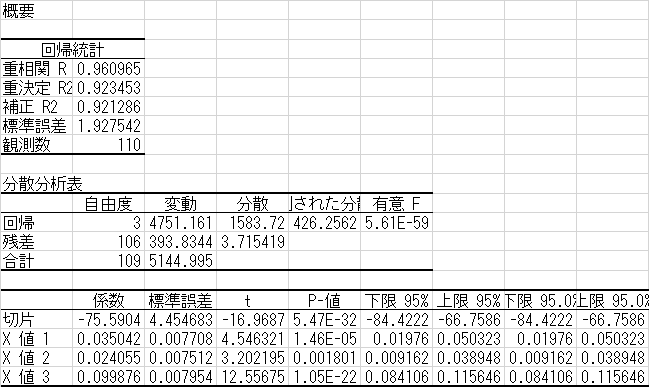 概要
回帰統計
重相関 R 0.960965
重決定 R2 0.923453
補正 R2 0.921286
標準誤差 1.927542
観測数 110
分散分析表
自由度 変動 分散 された分 有意 F
回帰 3 4751.161 1583.72 426.2562 5.61E-59
残差 106 393.8344 3.715419
合計 109 5144.995
係数 標準誤差 t P-値 下限 95% 上限 95% 下限 95.0% 上限 95.0%
切片 -75.5904 4.454683 -16.9687 5.47E-32 -84.4222 -66.7586 -84.4222 -66.7586
X 値 1 0.035042 0.007708 4.546321 1.46E-05 0.01976 0.050323 0.01976 0.050323
X 値 2 0.024055 0.007512 3.202195 0.001801 0.009162 0.038948 0.009162 0.038948
X 値 3 0.099876 0.007954 12.55675 1.05E-22 0.084106 0.115646 0.084106 0.115646